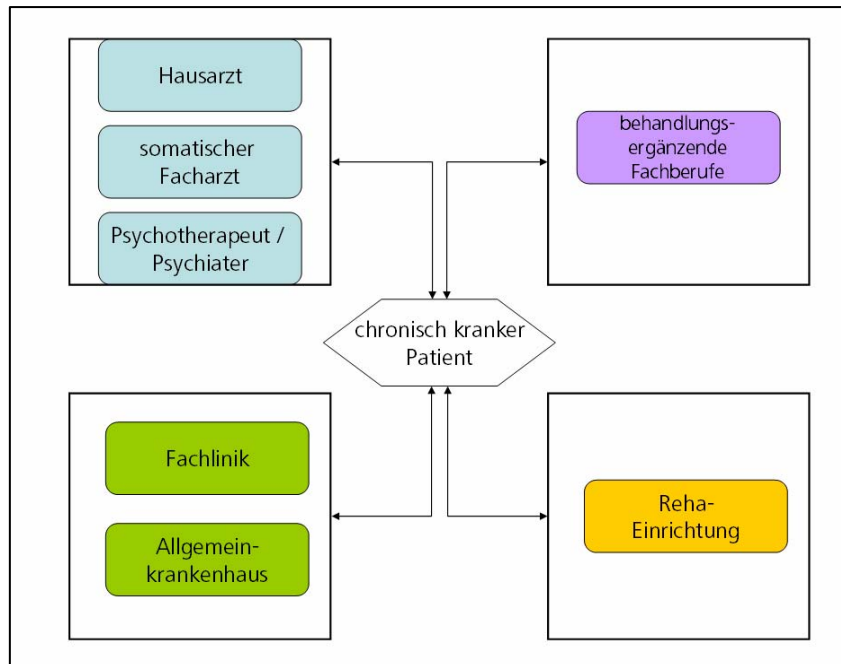 Hausarzt
somatischer
Facharzt
Psychotherapeut /
Psychiater
behandlungs-
ergänzende
Fachberufe
chronisch kranker
Patient
Fachlinik
Allgemein-
krankenhaus
Reha-
Einrichtung